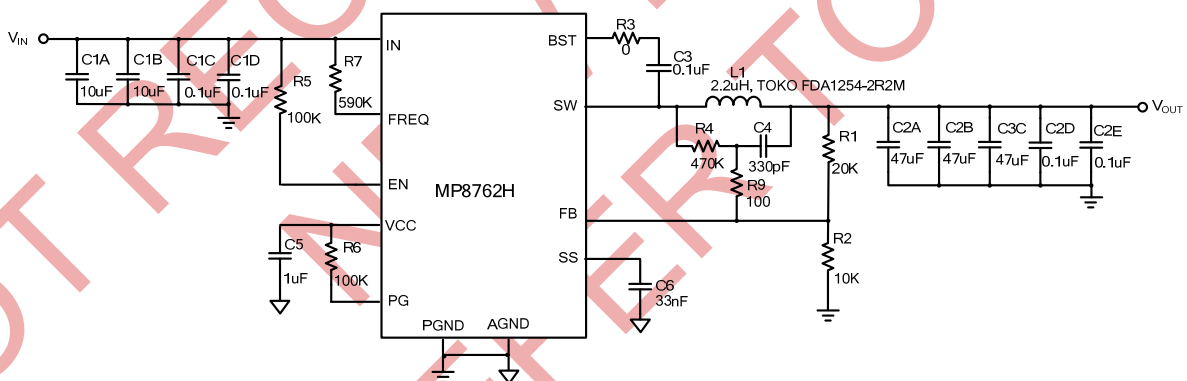 VIN
C1A
10uF
C1B
10uF
C1C
0.1uF
C1D
0.1uF
R5
100K
R7
590K
IN
FREQ
EN
VCC
PG
C5
1uF
R6
100K
MP8762H
PGND
AGND
BST
SW
FB
SS
R3
0
C3
0.1uF
L1
2.2uH, TOKO FDA1254-2R2M
R4
470K
C4
330pF
R9
100
R1
20K
R2
10K
C6
33nF
C2A
47uF
C2B
47uF
C3C
47uF
C2D
0.1uF
C2E
0.1uF
VOUT